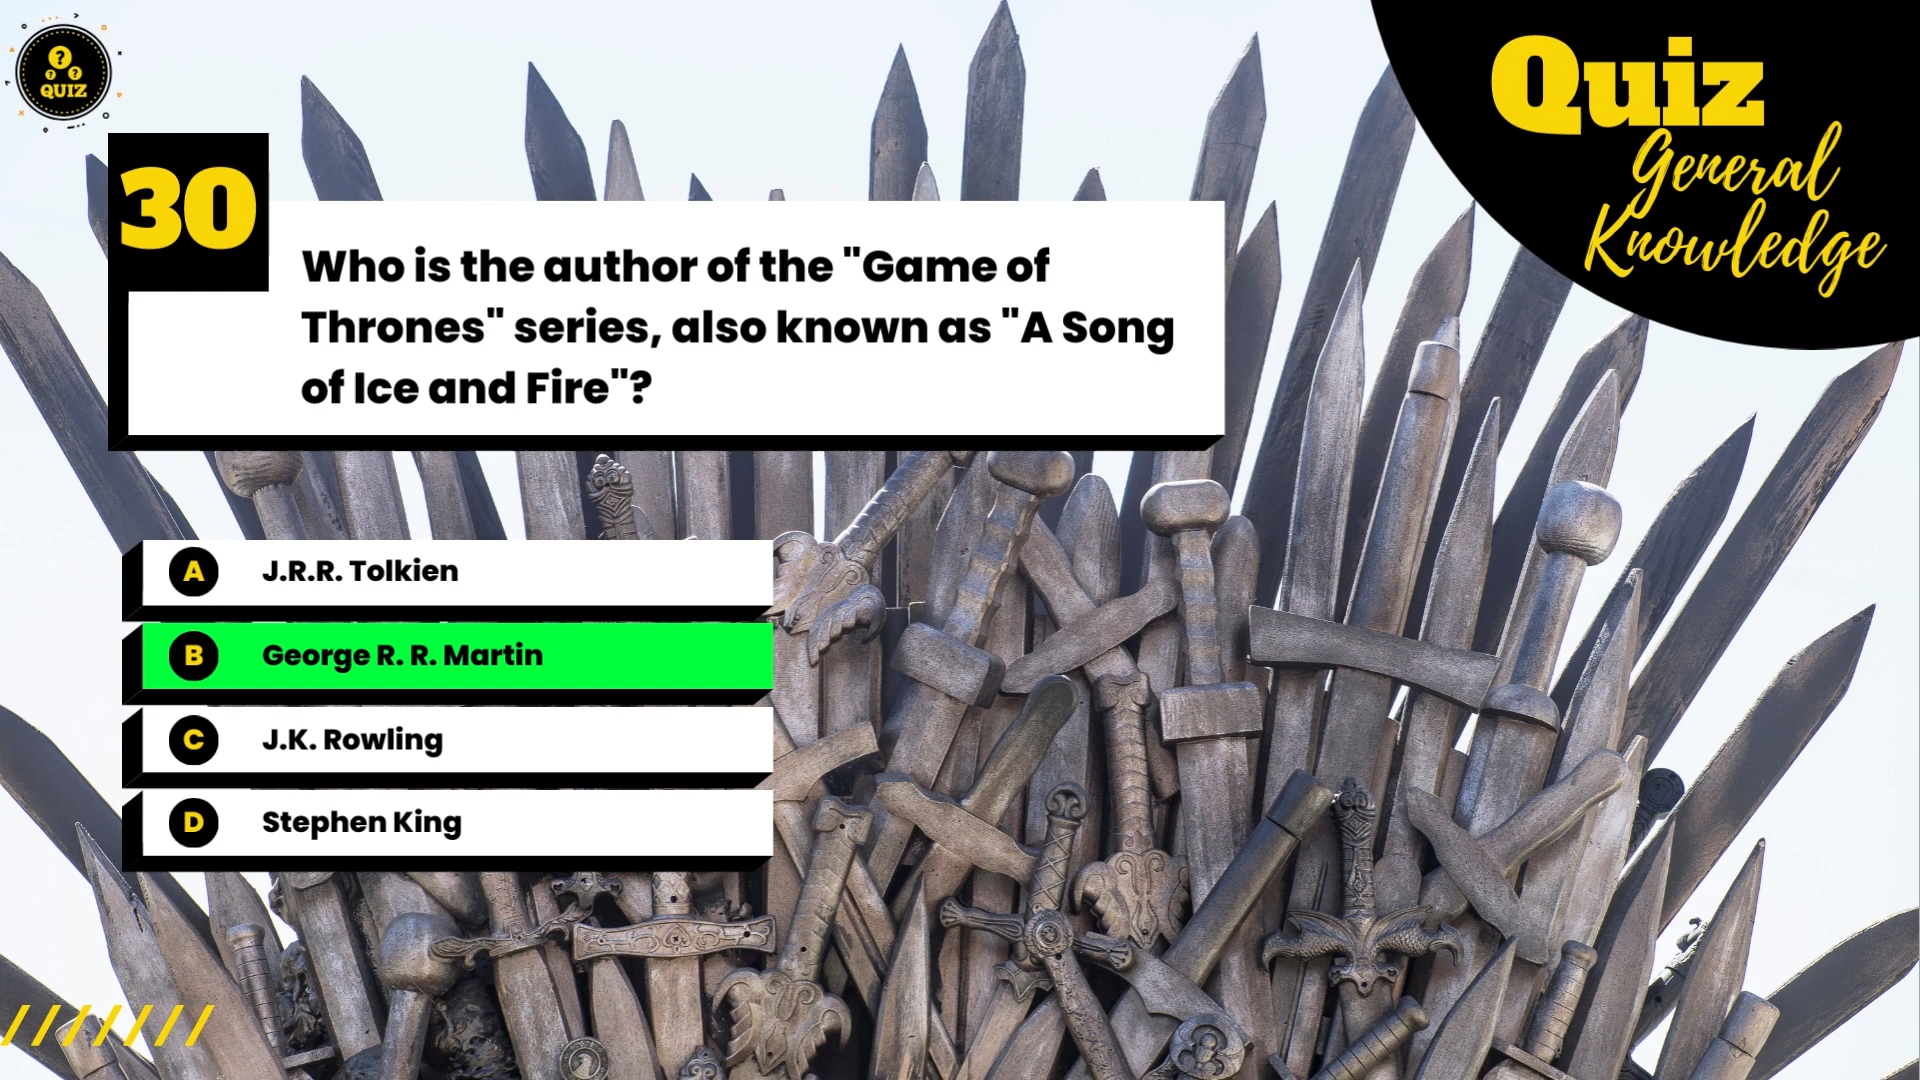 ? ? ?
QUIZ
Quiz
General
Knowledge
30
Who is the author of the "Game of
Thrones" series, also known as "A Song
of Ice and Fire"?
A J.R.R. Tolkien
B George R. R. Martin
C J.K. Rowling
D Stephen King